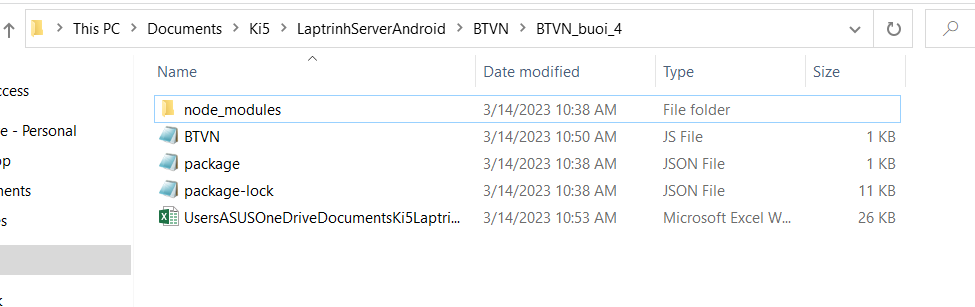 This PC > Documents > Ki5 > LaptrinhServerAndroid > BTVN > BTVN_buoi_4
Name Date modified Type Size
ccess
node_modules 3/14/2023 10:38 AM File folder
e - Personal
BTVN 3/14/2023 10:50 AM JS File 1 KB
op
package 3/14/2023 10:38 AM JSON File 1 KB
ments
package-lock 3/14/2023 10:38 AM JSON File 11 KB
s
UsersASUSOneDriveDocumentsKi5Laptri... 3/14/2023 10:53 AM Microsoft Excel W... 26 KB
k